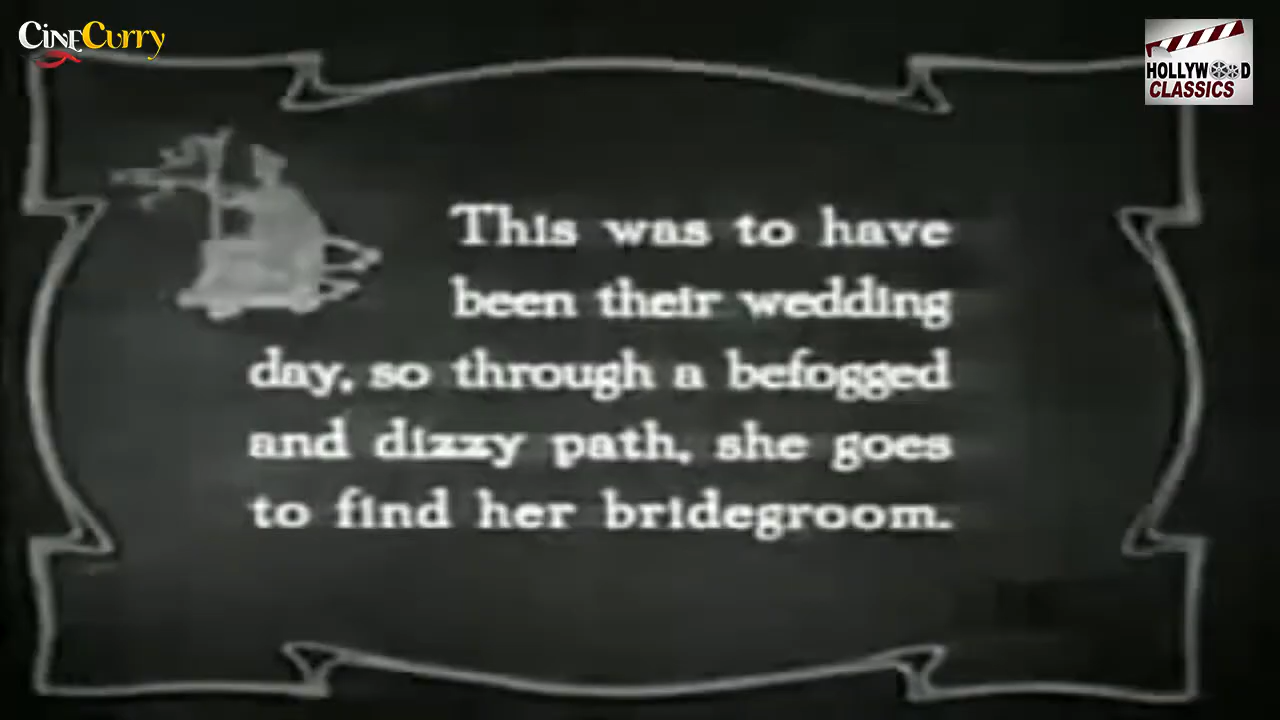 CINECURRY
HOLLYWOOD
CLASSICS
This was to have
been their wedding
day, so through a befogged
and dizzy path, she goes
to find her bridegroom.